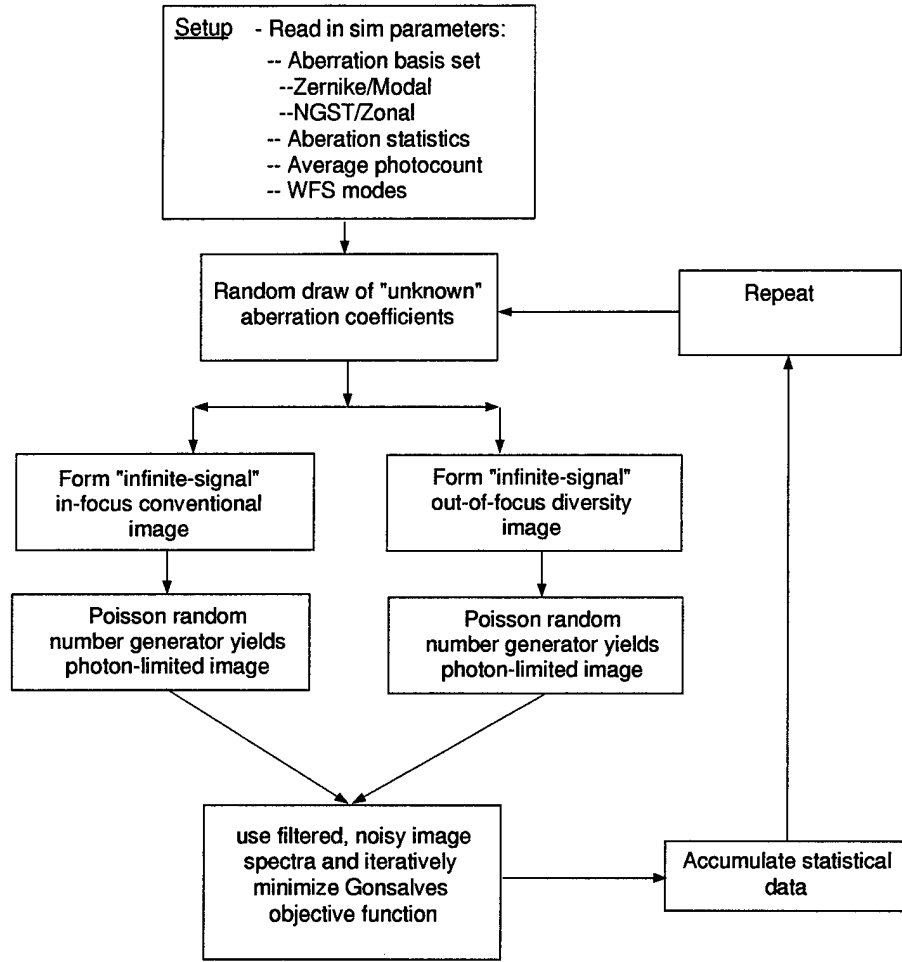 Setup - Read in sim parameters:
-- Aberration basis set
--Zernike/Modal
--NGST/Zonal
-- Aberation statistics
-- Average photocount
-- WFS modes
Random draw of "unknown"
aberration coefficients
Repeat
Form "infinite-signal"
in-focus conventional
image
Form "infinite-signal"
out-of-focus diversity
image
Poisson random
number generator yields
photon-limited image
Poisson random
number generator yields
photon-limited image
use filtered, noisy image
spectra and iteratively
minimize Gonsalves
objective function
Accumulate statistical
data